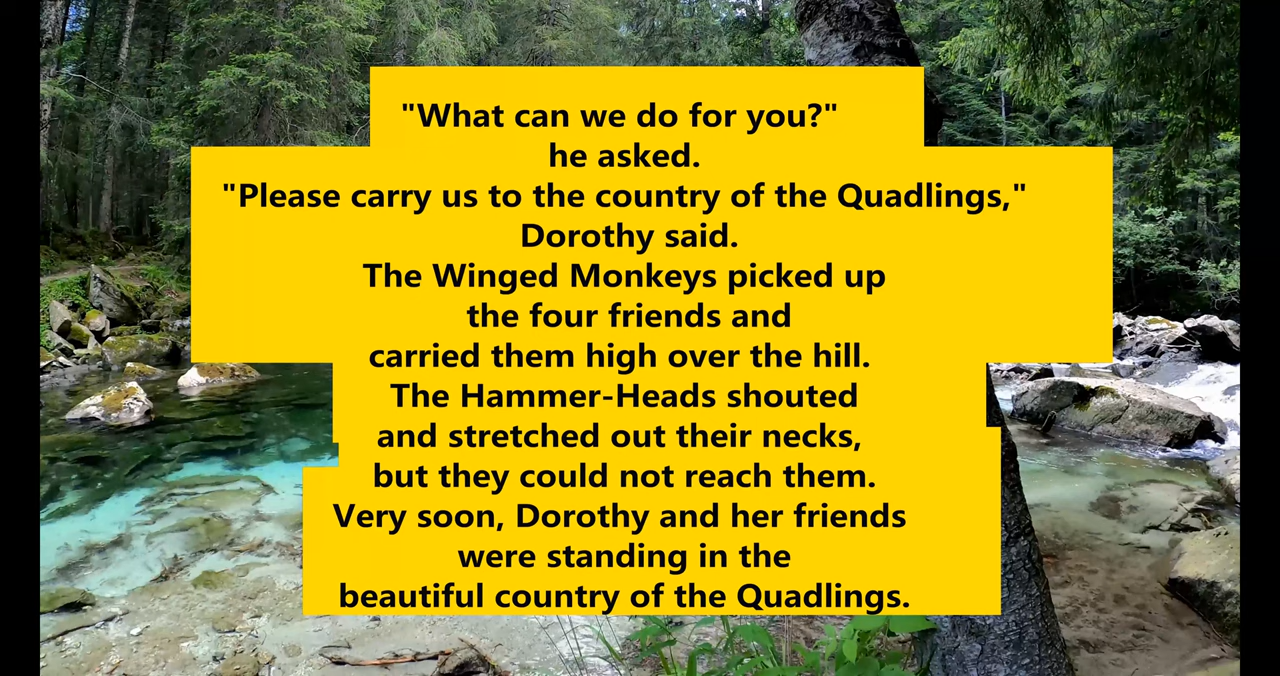 "What can we do for you?"
he asked.
"Please carry us to the country of the Quadlings,"
Dorothy said.
The Winged Monkeys picked up
the four friends and
carried them high over the hill.
The Hammer-Heads shouted
and stretched out their necks,
but they could not reach them.
Very soon, Dorothy and her friends
were standing in the
beautiful country of the Quadlings.